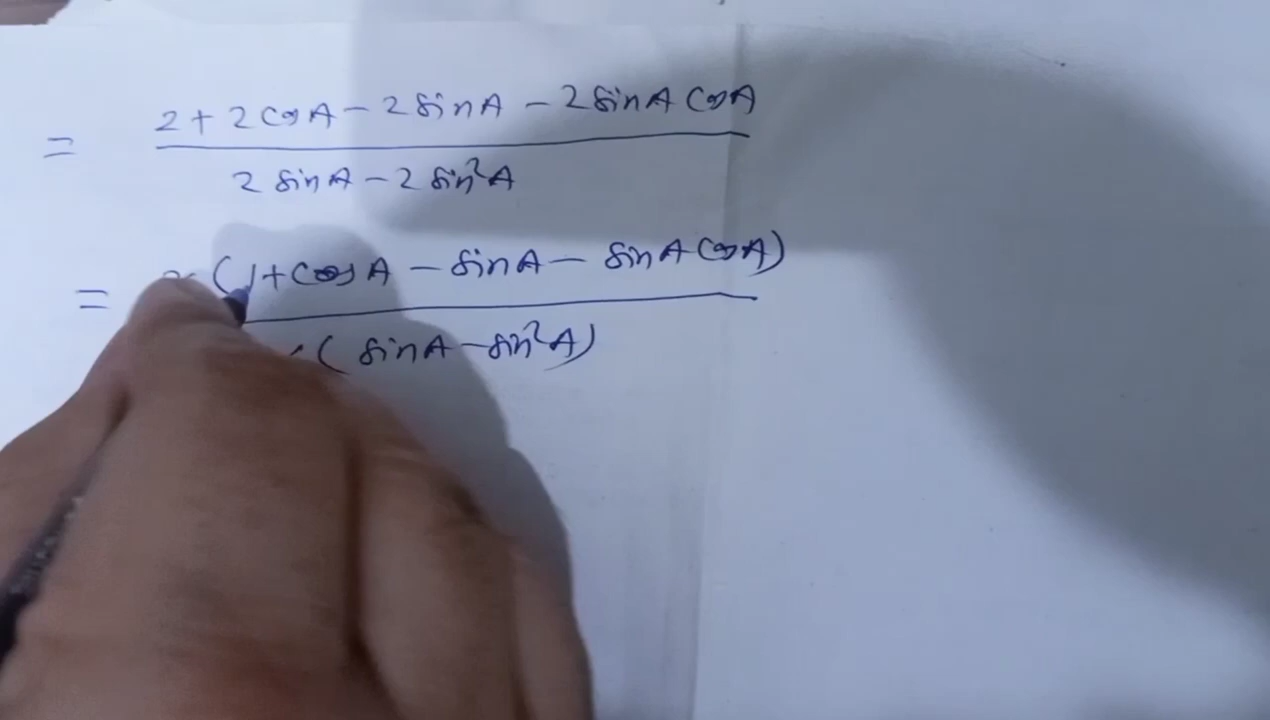 = 2 + 2 cos A - 2 sin A - 2 sin A cos A
2 sin A - 2 sin²A
= (1 + cos A - sin A - sin A cos A)
(sin A - sin²A)